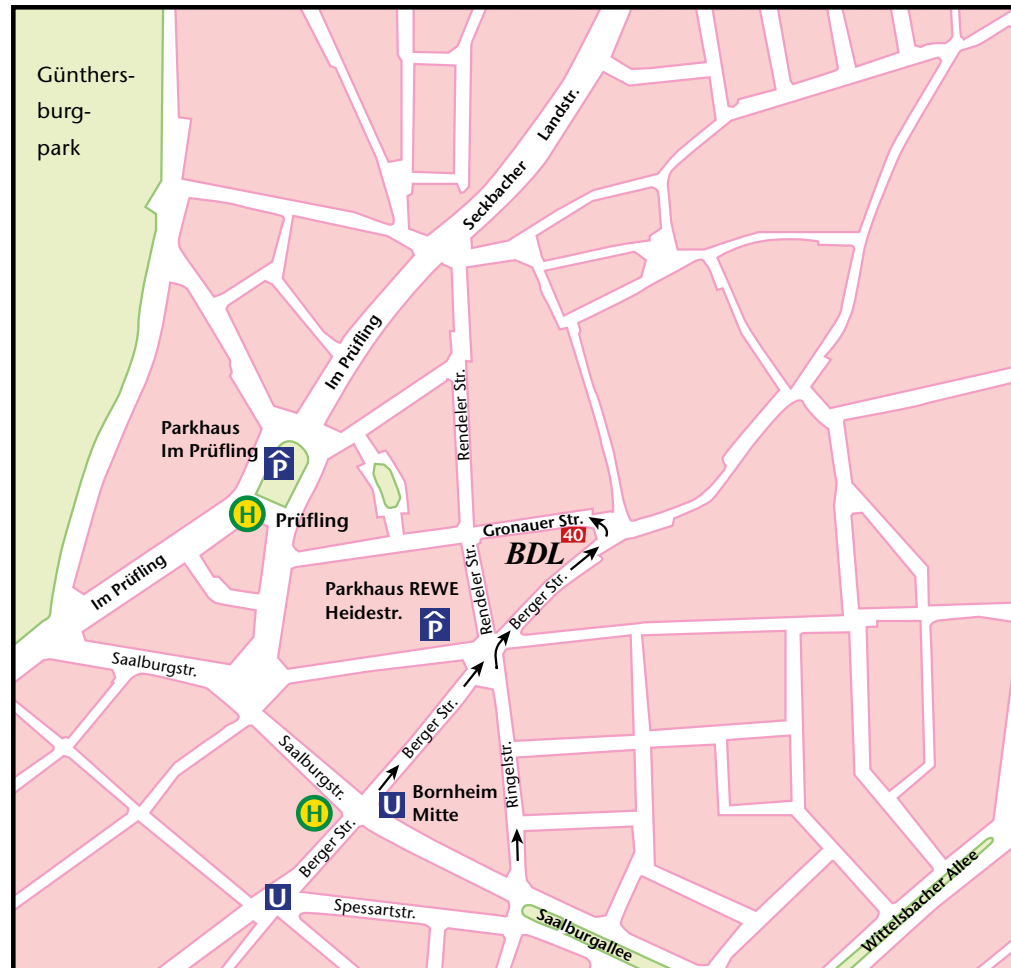 Günthers-
burg-
park
Landstr.
Seckbacher
Im Prüfling
Rendeler Str.
Parkhaus
Im Prüfling
P
H
Prüfling
Gronauer Str.
40
BDL
Im Prüfling
Parkhaus REWE
Heidestr.
P
Rendeler Str.
Berger Str.
Saalburgstr.
Berger Str.
Saalburgstr.
Ringelstr.
H
U
Bornheim
Mitte
Berger Str.
U
Spessartstr.
Saalburgallee
Wittelsbacher Allee